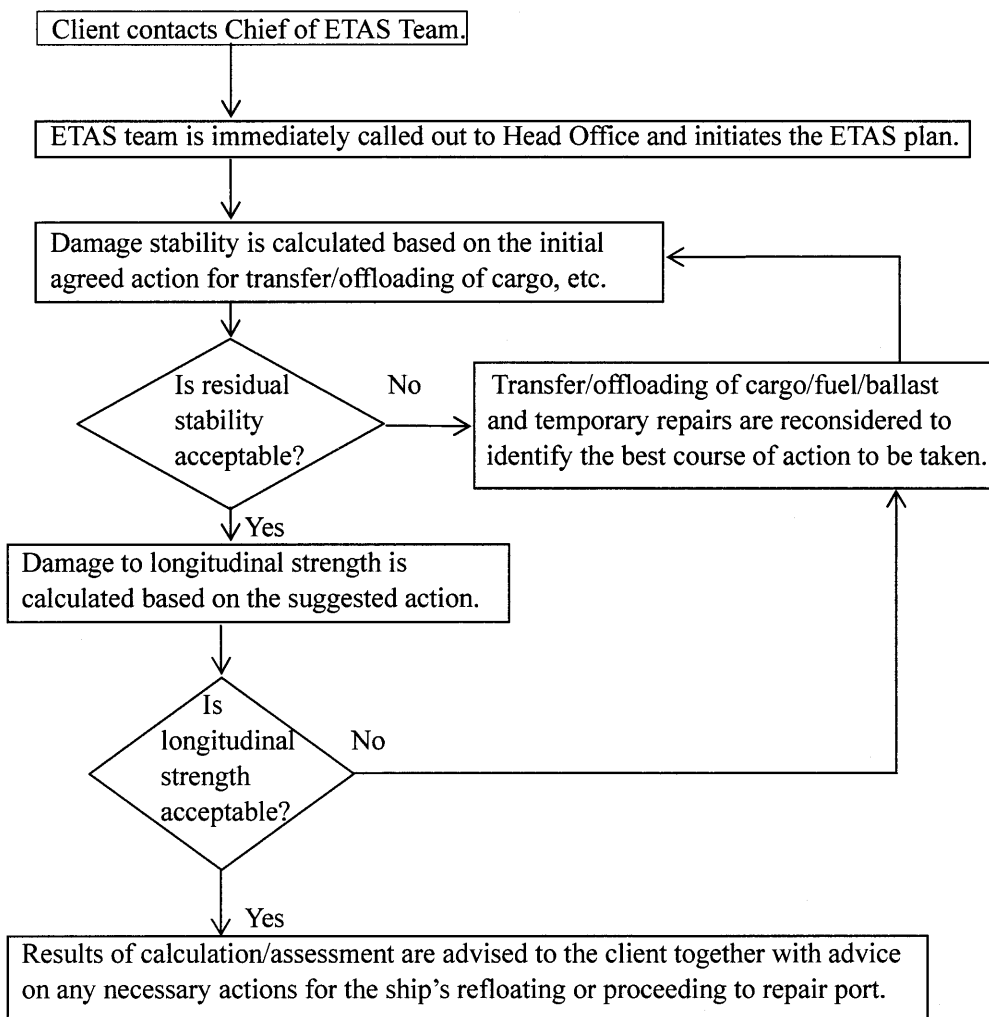 Client contacts Chief of ETAS Team.
ETAS team is immediately called out to Head Office and initiates the ETAS plan.
Damage stability is calculated based on the initial
agreed action for transfer/offloading of cargo, etc.
Is residual
stability
acceptable?
No
Transfer/offloading of cargo/fuel/ballast
and temporary repairs are reconsidered to
identify the best course of action to be taken.
Yes
Damage to longitudinal strength is
calculated based on the suggested action.
Is
longitudinal
strength
acceptable?
No
Yes
Results of calculation/assessment are advised to the client together with advice
on any necessary actions for the ship's refloating or proceeding to repair port.